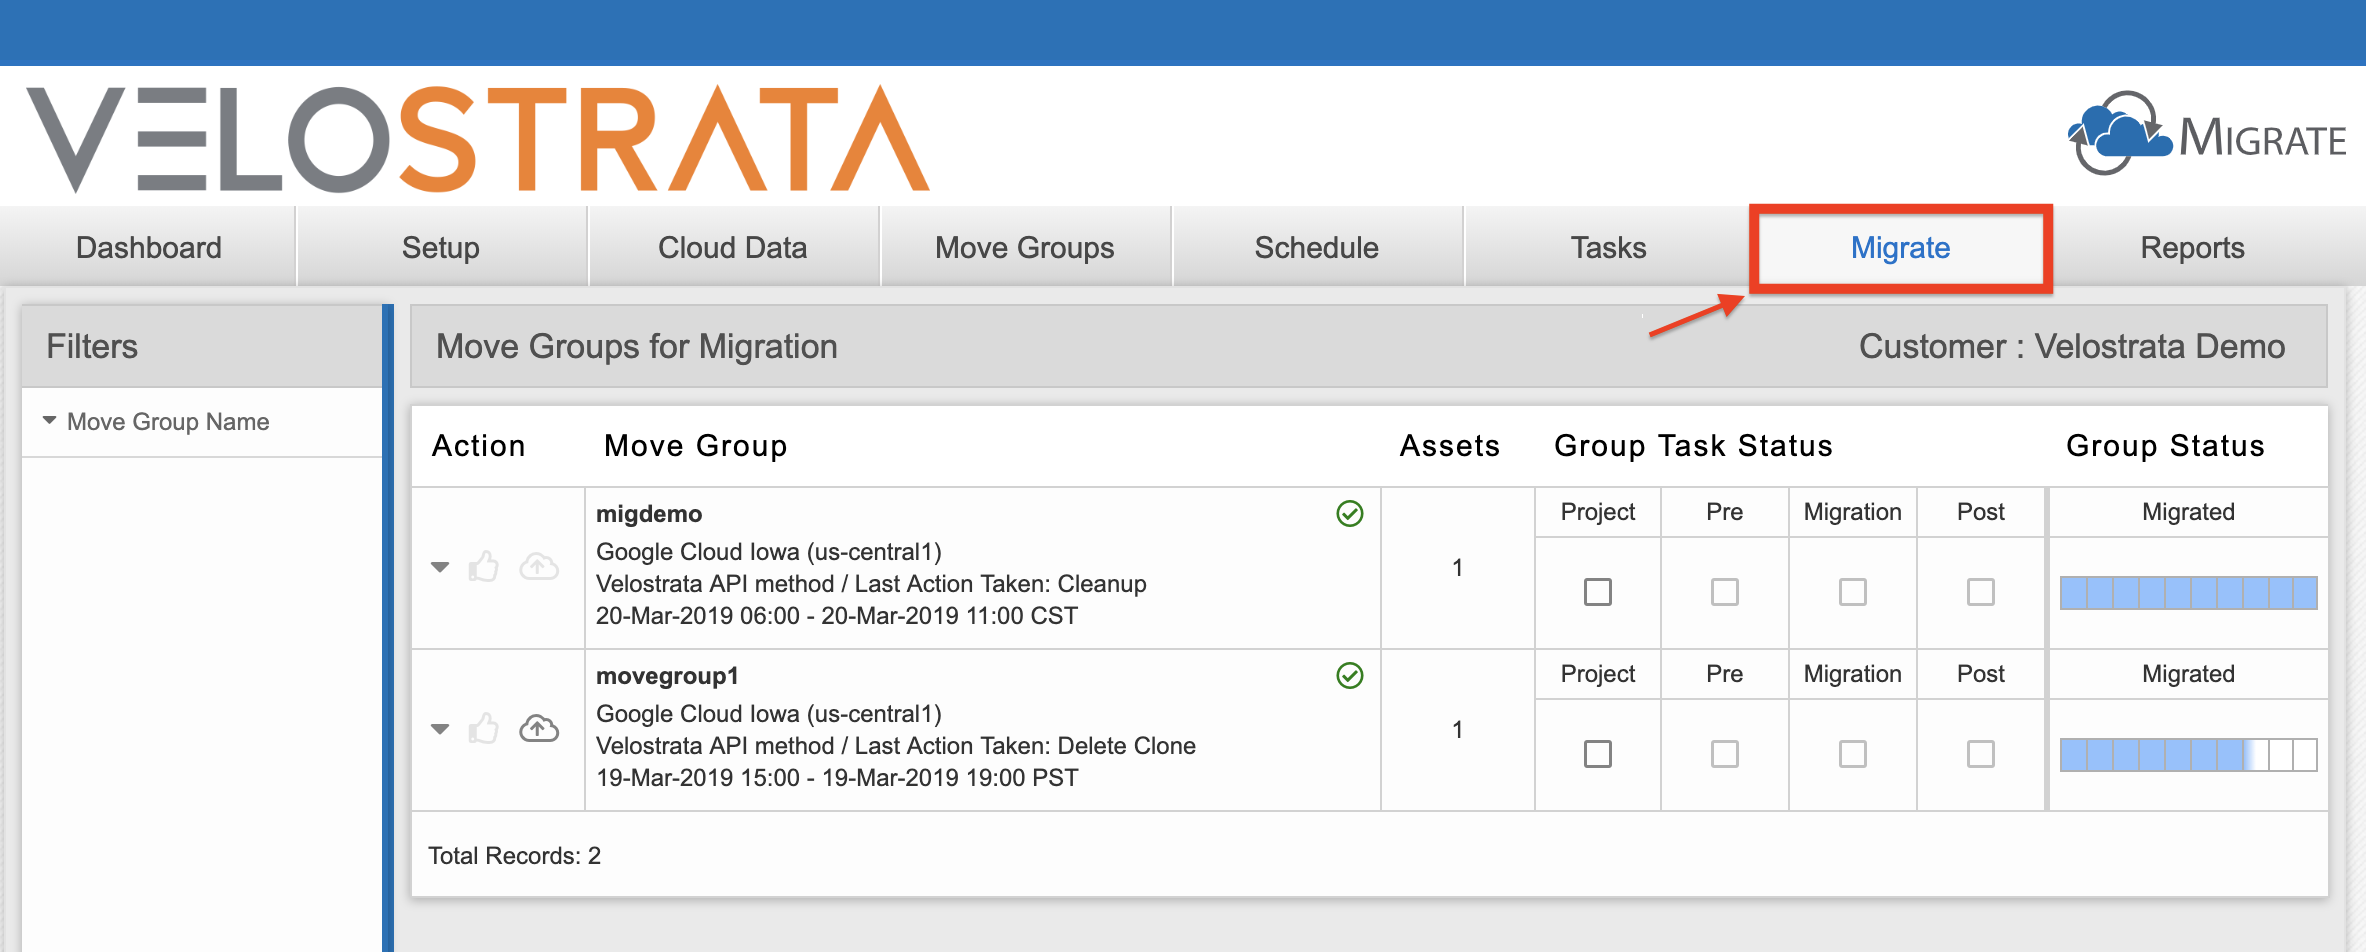 VELOSTRATA
MIGRATE
Dashboard Setup Cloud Data Move Groups Schedule Tasks Migrate Reports
Filters
Move Group Name
Move Groups for Migration Customer : Velostrata Demo
Action Move Group Assets Group Task Status Group Status
migdemo
Google Cloud Iowa (us-central1)
Velostrata API method / Last Action Taken: Cleanup
20-Mar-2019 06:00 - 20-Mar-2019 11:00 CST
1
Project Pre Migration Post Migrated
movegroup1
Google Cloud Iowa (us-central1)
Velostrata API method / Last Action Taken: Delete Clone
19-Mar-2019 15:00 - 19-Mar-2019 19:00 PST
1
Project Pre Migration Post Migrated
Total Records: 2